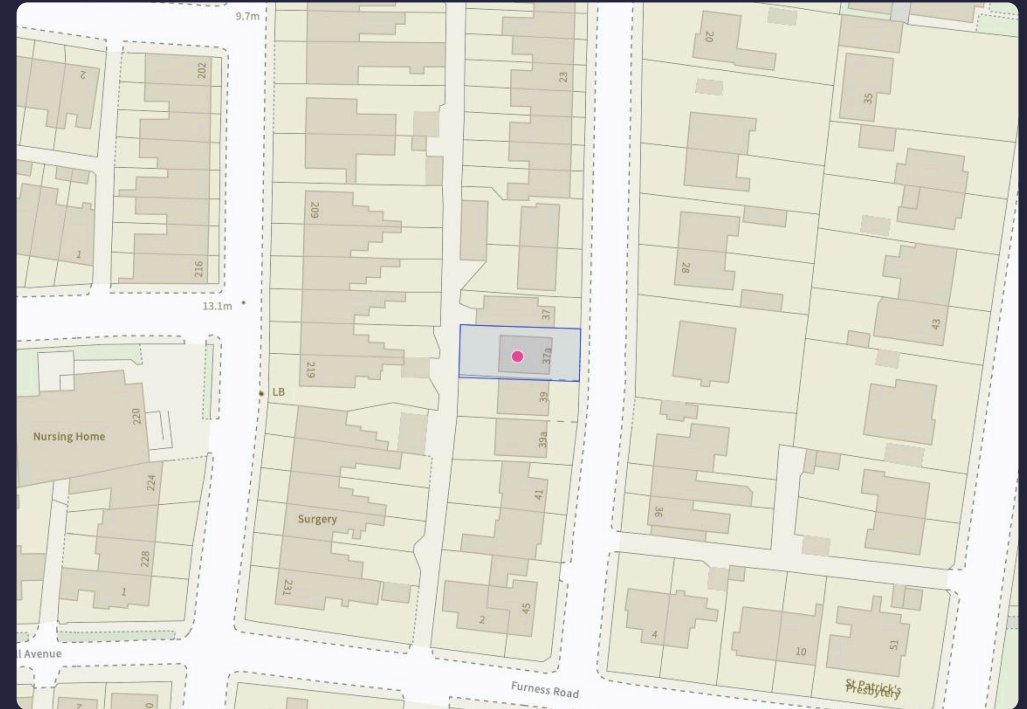 9.7m
20
2
202
23
35
209
28
1
216
13.1m
37
43
37a
219
LB
39
220
Nursing Home
39a
224
41
36
Surgery
228
231
1
45
2
4
10
51
ll Avenue
Furness Road
St Patrick's
Presbytery